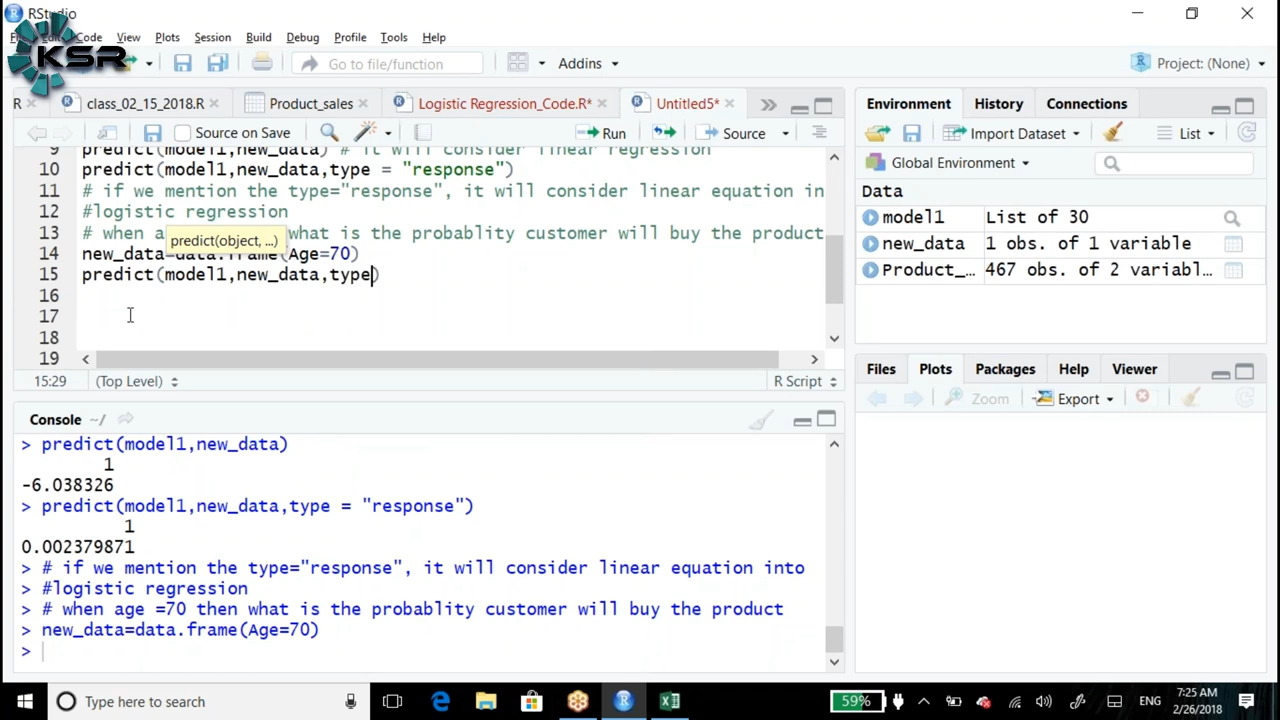 RStudio
File Edit Code View Plots Session Build Debug Profile Tools Help
KSR
Go to file/function
Addins
Project: (None)
R
class_02_15_2018.R
Product_sales
Logistic Regression_Code.R*
Untitled5*
Source on Save
Run
Source
9 predict(model1,new_data) # it will consider linear regression
10 predict(model1,new_data,type = "response")
11 # if we mention the type="response", it will consider linear equation in
12 #logistic regression
13 # when a what is the probablity customer will buy the product
predict(object, ...)
14 new_data=data.frame(Age=70)
15 predict(model1,new_data,type)
16
17
18
19
15:29 (Top Level) R Script
Console ~/
> predict(model1,new_data)
1
-6.038326
> predict(model1,new_data,type = "response")
1
0.002379871
> # if we mention the type="response", it will consider linear equation into
> #logistic regression
> # when age =70 then what is the probablity customer will buy the product
> new_data=data.frame(Age=70)
>
Environment History Connections
Import Dataset List
Global Environment
Data
model1 List of 30
new_data 1 obs. of 1 variable
Product_… 467 obs. of 2 variabl…
Files Plots Packages Help Viewer
Zoom Export
Type here to search
59%
ENG
7:25 AM
2/26/2018